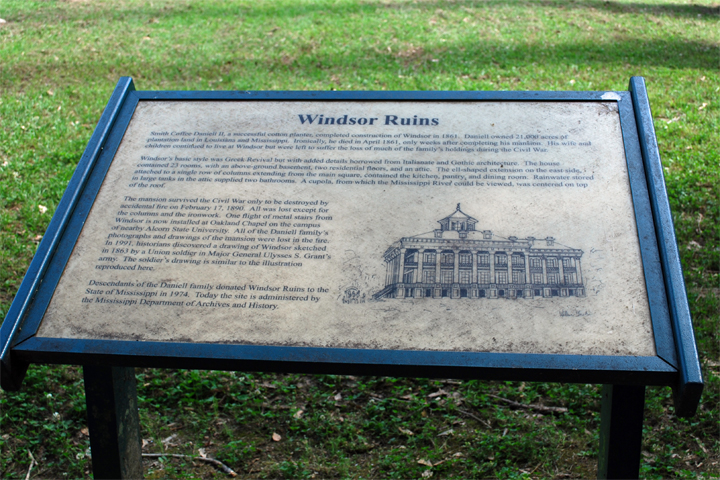 Windsor Ruins
Smith Coffee Daniell II, a successful cotton planter, completed construction of Windsor in 1861. Daniell owned 21,000 acres of
plantation land in Louisiana and Mississippi. Ironically, he died in April 1861, only weeks after completing his mansion. His wife and
children continued to live at Windsor but were left to suffer the loss of much of the family's holdings during the Civil War.
Windsor's basic style was Greek Revival but with added details borrowed from Italianate and Gothic architecture. The house
contained 23 rooms, with an above-ground basement, two residential floors, and an attic. The ell-shaped extension on the east side,
attached to a single row of columns extending from the main square, contained the kitchen, pantry, and dining room. Rainwater stored
in large tanks in the attic supplied two bathrooms. A cupola, from which the Mississippi River could be viewed, was centered on top
of the roof.
The mansion survived the Civil War only to be destroyed by
accidental fire on February 17, 1890. All was lost except for
the columns and the ironwork. One flight of metal stairs from
Windsor is now installed at Oakland Chapel on the campus
of nearby Alcorn State University. All of the Daniell family's
photographs and drawings of the mansion were lost in the fire.
In 1991, historians discovered a drawing of Windsor sketched
in 1863 by a Union soldier in Major General Ulysses S. Grant's
army. The soldier's drawing is similar to the illustration
reproduced here.
Descendants of the Daniell family donated Windsor Ruins to the
State of Mississippi in 1974. Today the site is administered by
the Mississippi Department of Archives and History.